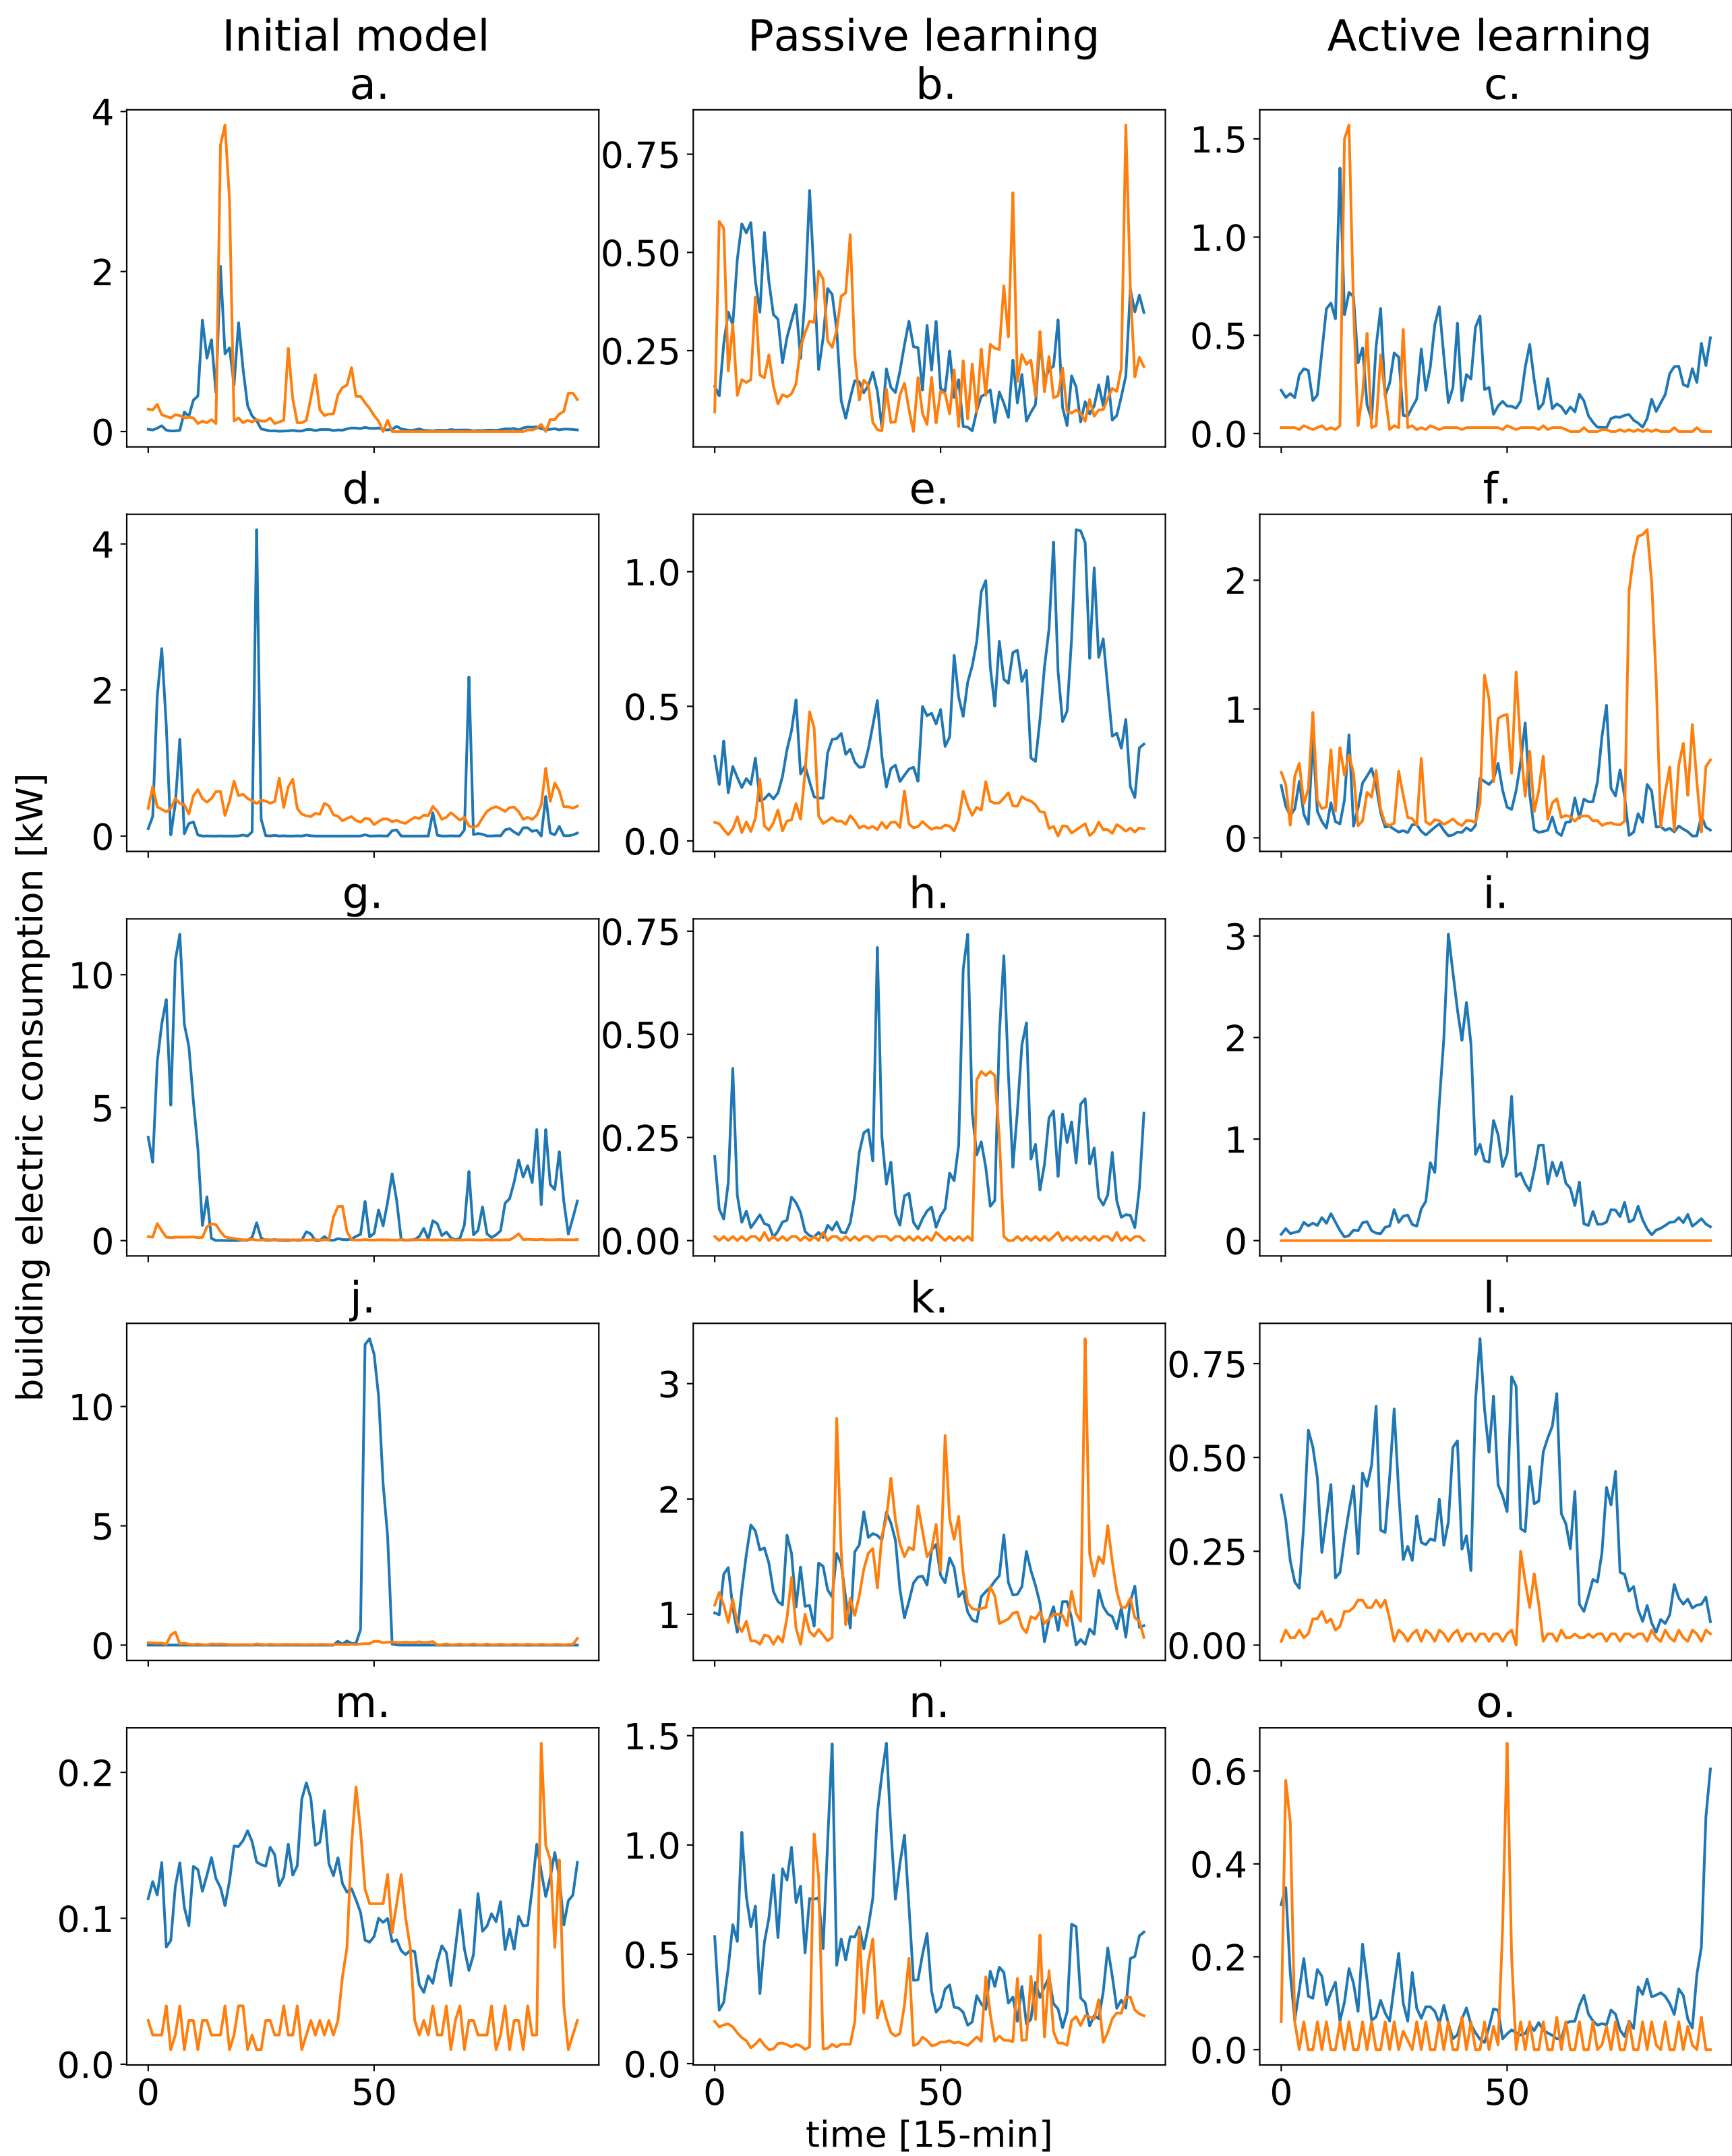 Initial model
Passive learning
Active learning
a.
b.
c.
4
2
0
0.75
0.50
0.25
1.5
1.0
0.5
0.0
d.
e.
f.
4
2
0
1.0
0.5
0.0
2
1
0
g.
h.
i.
10
5
0
0.75
0.50
0.25
0.00
3
2
1
0
j.
k.
l.
10
5
0
3
2
1
0.75
0.50
0.25
0.00
m.
n.
o.
0.2
0.1
0.0
1.5
1.0
0.5
0.0
0.6
0.4
0.2
0.0
0 50
0 50
0 50
building electric consumption [kW]
time [15-min]